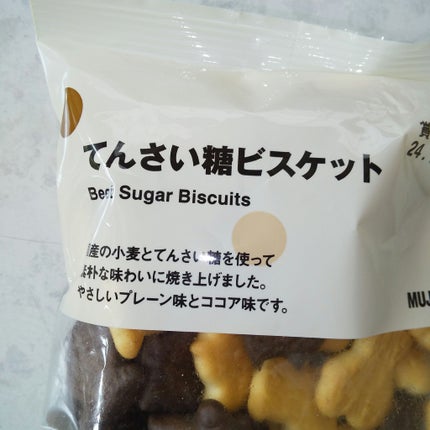 てんさい糖ビスケット
Beet Sugar Biscuits
産の小麦とてんさい糖を使って
素朴な味わいに焼き上げました。
やさしいプレーン味とココア味です。
賞
24.
MUJ